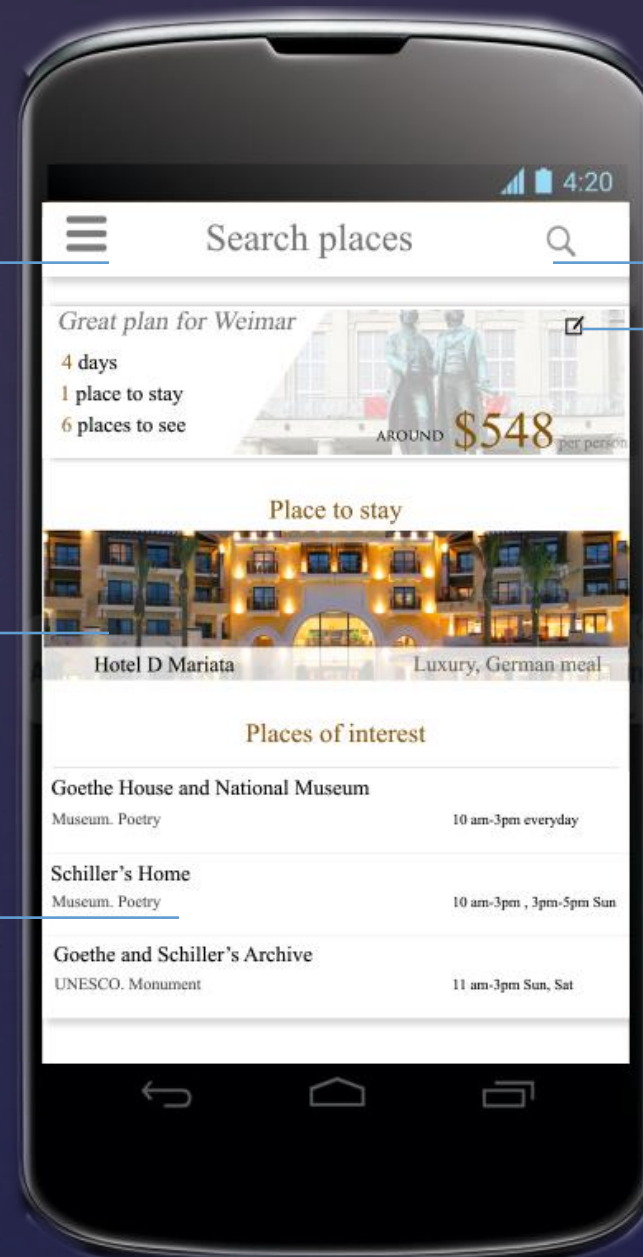 4:20
Search places
Great plan for Weimar
4 days
1 place to stay
6 places to see
AROUND $548 per person
Place to stay
Hotel D Mariata Luxury, German meal
Places of interest
Goethe House and National Museum
Museum. Poetry 10 am-3pm everyday
Schiller's Home
Museum. Poetry 10 am-3pm , 3pm-5pm Sun
Goethe and Schiller's Archive
UNESCO. Monument 11 am-3pm Sun, Sat